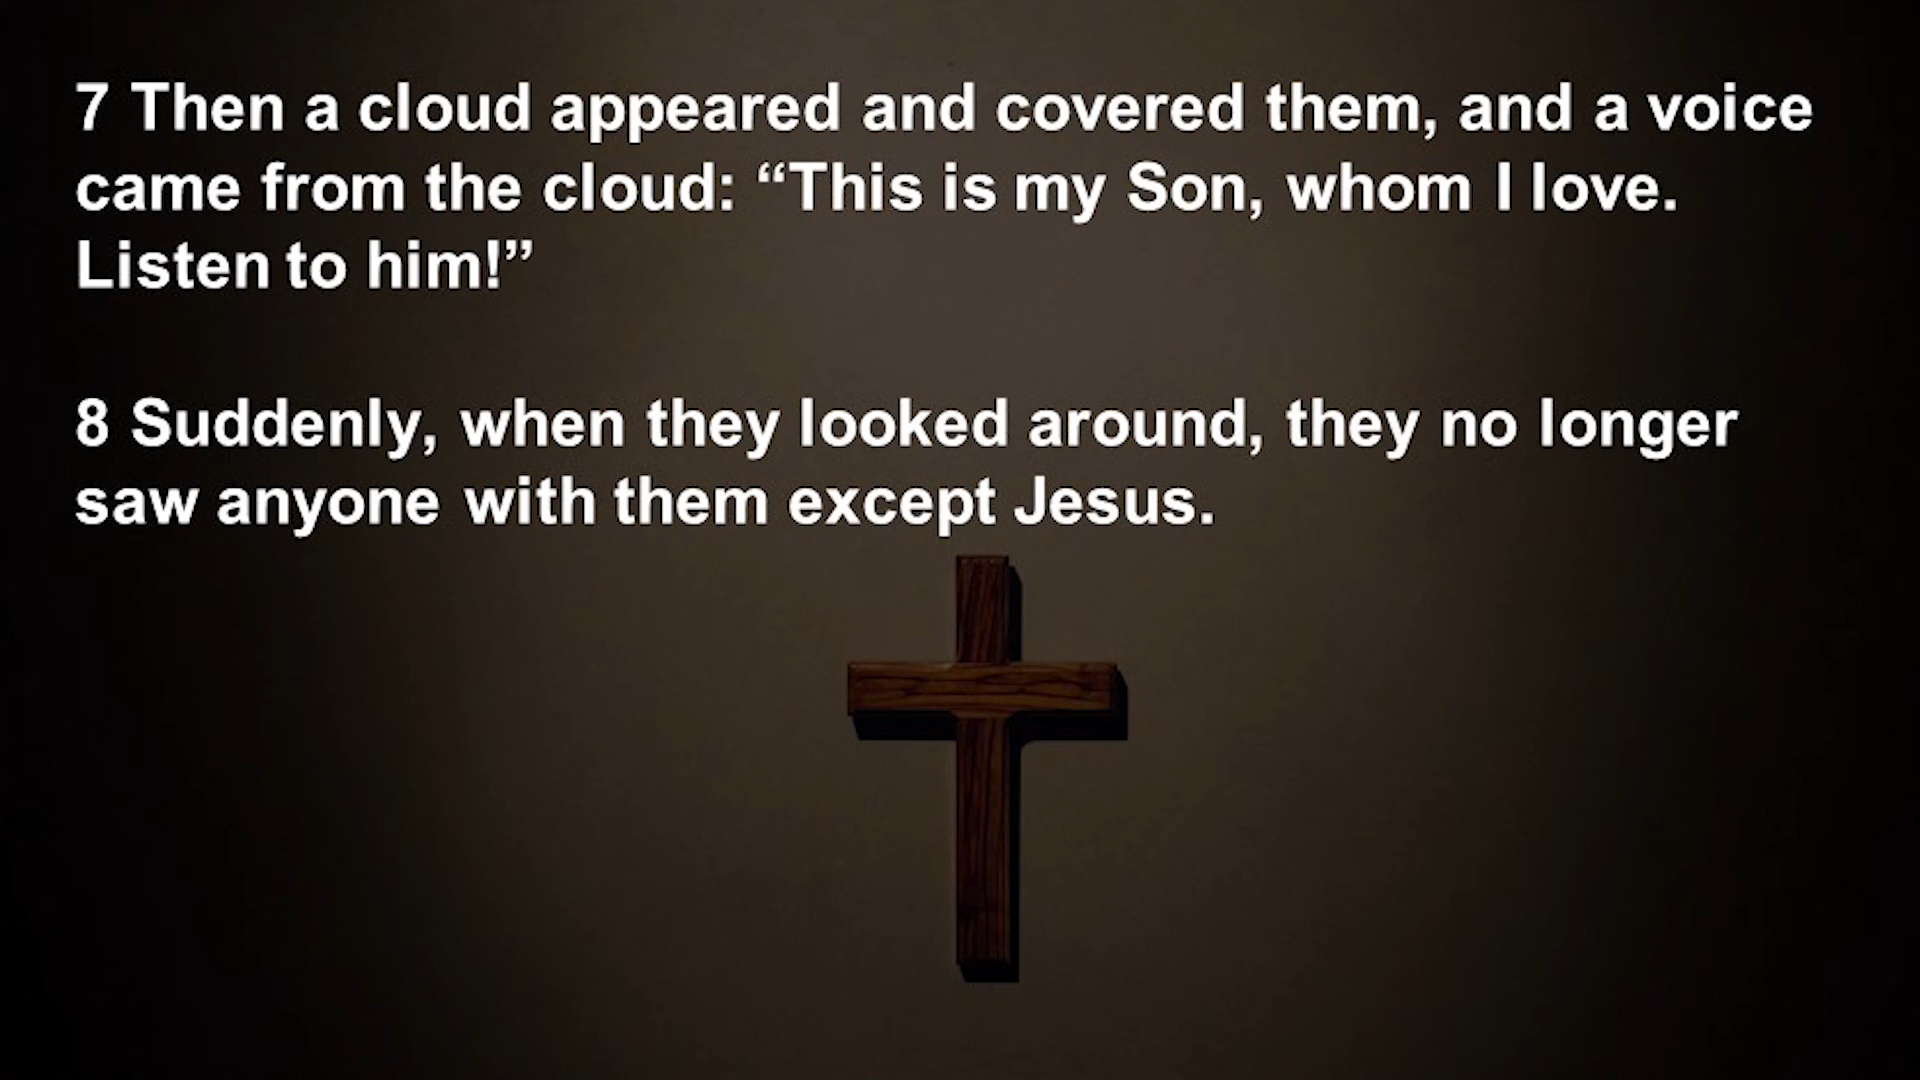 7 Then a cloud appeared and covered them, and a voice
came from the cloud: “This is my Son, whom I love.
Listen to him!”
8 Suddenly, when they looked around, they no longer
saw anyone with them except Jesus.